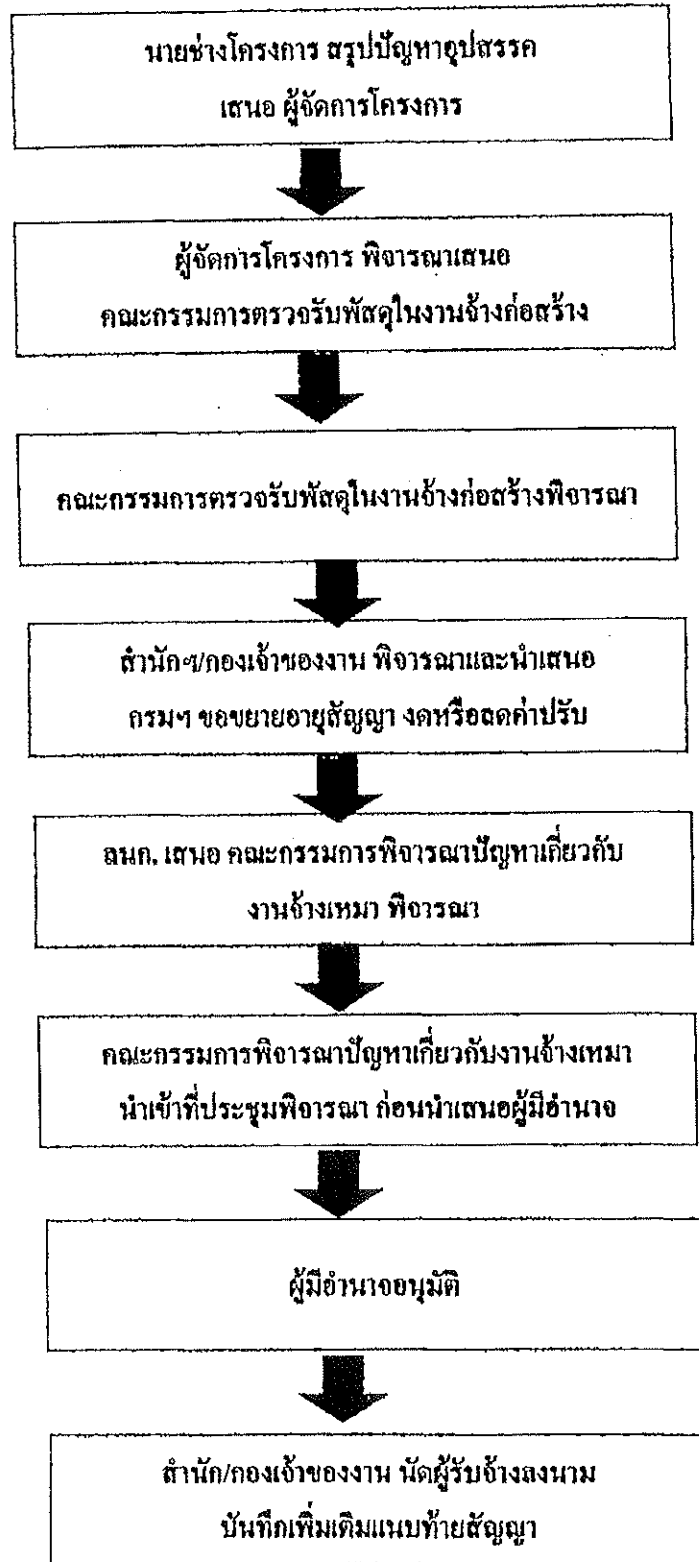 นายช่างโครงการ สรุปปัญหาอุปสรรค
เสนอ ผู้จัดการโครงการ
ผู้จัดการโครงการ พิจารณาเสนอ
คณะกรรมการตรวจรับพัสดุในงานจ้างก่อสร้าง
คณะกรรมการตรวจรับพัสดุในงานจ้างก่อสร้างพิจารณา
สำนักฯ/กองเจ้าของงาน พิจารณาและนำเสนอ
กรมฯ ขอขยายอายุสัญญา งดหรือลดค่าปรับ
ลนก. เสนอ คณะกรรมการพิจารณาปัญหาเกี่ยวกับ
งานจ้างเหมา พิจารณา
คณะกรรมการพิจารณาปัญหาเกี่ยวกับงานจ้างเหมา
นำเข้าที่ประชุมพิจารณา ก่อนนำเสนอผู้มีอำนาจ
ผู้มีอำนาจอนุมัติ
สำนัก/กองเจ้าของงาน นัดผู้รับจ้างลงนาม
บันทึกเพิ่มเติมแนบท้ายสัญญา